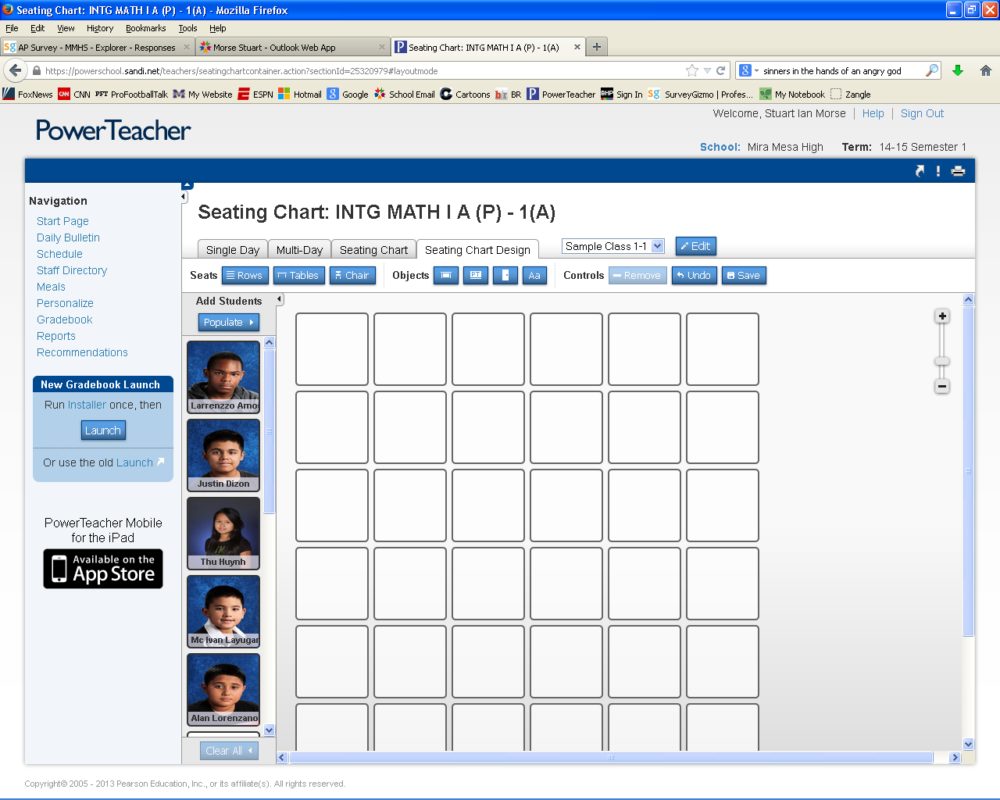 Seating Chart: INTG MATH I A (P) - 1(A) - Mozilla Firefox
File Edit View History Bookmarks Tools Help
AP Survey - MMHS - Explorer - Responses
Morse Stuart - Outlook Web App
Seating Chart: INTG MATH I A (P) - 1(A)
https://powerschool.sandi.net/teachers/seatingchartcontainer.action?sectionId=25320979#layoutmode
sinners in the hands of an angry god
FoxNews CNN ProFootballTalk My Website ESPN Hotmail Google School Email Cartoons BR PowerTeacher Sign In SurveyGizmo | Profes... My Notebook Zangle
Welcome, Stuart Ian Morse | Help | Sign Out
PowerTeacher
School: Mira Mesa High Term: 14-15 Semester 1
Navigation
Start Page
Daily Bulletin
Schedule
Staff Directory
Meals
Personalize
Gradebook
Reports
Recommendations
New Gradebook Launch
Run Installer once, then
Launch
Or use the old Launch
PowerTeacher Mobile
for the iPad
Available on the
App Store
Seating Chart: INTG MATH I A (P) - 1(A)
Single Day Multi-Day Seating Chart Seating Chart Design Sample Class 1-1 Edit
Seats Rows Tables Chair Objects PT Aa Controls Remove Undo Save
Add Students
Populate
Larrenzzo Amo
Justin Dizon
Thu Huynh
Mc Ivan Layugan
Alan Lorenzano
Clear All
Copyright© 2005 - 2013 Pearson Education, Inc., or its affiliate(s). All rights reserved.